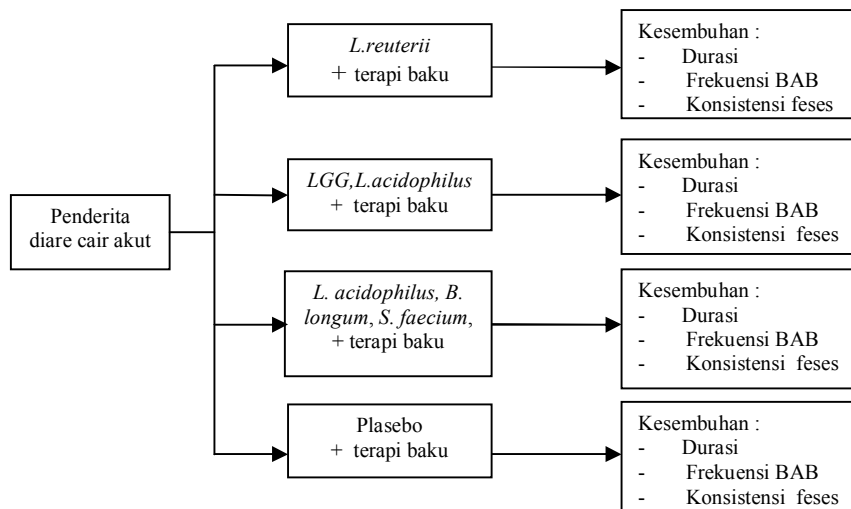 Penderita
diare cair akut
L.reuterii
+ terapi baku
Kesembuhan :
- Durasi
- Frekuensi BAB
- Konsistensi feses
LGG,L.acidophilus
+ terapi baku
Kesembuhan :
- Durasi
- Frekuensi BAB
- Konsistensi feses
L. acidophilus, B.
longum, S. faecium,
+ terapi baku
Kesembuhan :
- Durasi
- Frekuensi BAB
- Konsistensi feses
Plasebo
+ terapi baku
Kesembuhan :
- Durasi
- Frekuensi BAB
- Konsistensi feses